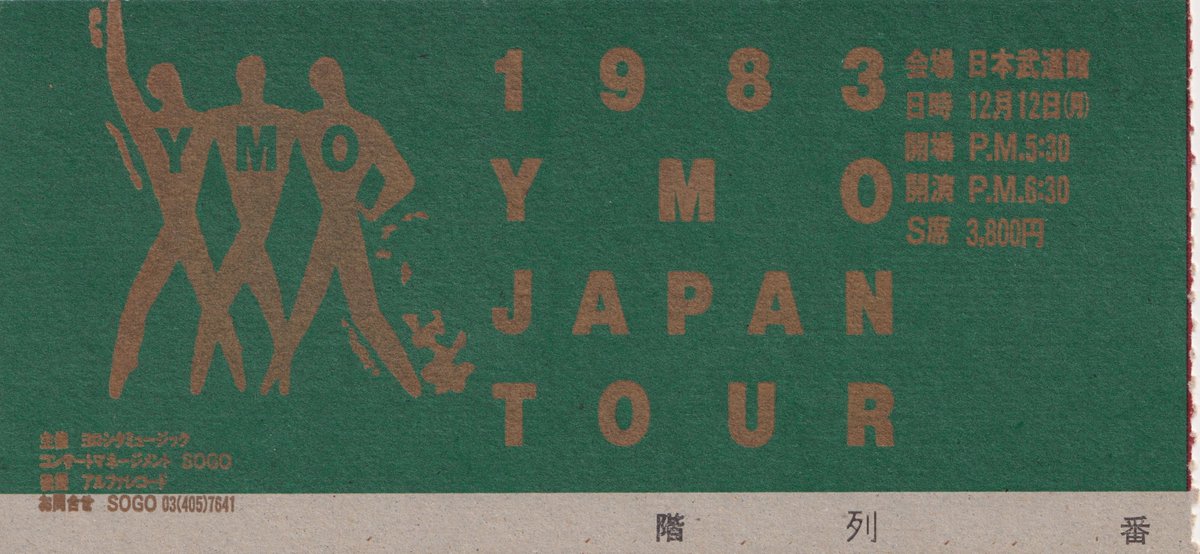 YMO
1983
YMO
JAPAN
TOUR
会場 日本武道館
日時 12月12日(月)
開場 P.M.5:30
開演 P.M.6:30
S席 3,800円
主催 ヨロシタミュージック
コンサートマネージメント SOGO
後援 アルファレコード
お問合せ SOGO 03(405)7641
階 列 番